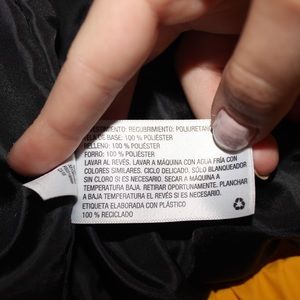 RECUBRIMIENTO: POLIURETANO
TELA DE BASE: 100 % POLIÉSTER
RELLENO: 100 % POLIÉSTER
FORRO: 100 % POLIÉSTER
LAVAR AL REVÉS. LAVAR A MÁQUINA CON AGUA FRÍA CON
COLORES SIMILARES. CICLO DELICADO. SÓLO BLANQUEADOR
SIN CLORO SI ES NECESARIO. SECAR A MÁQUINA A
TEMPERATURA BAJA. RETIRAR OPORTUNAMENTE. PLANCHAR
A BAJA TEMPERATURA EL REVÉS SI ES NECESARIO.
ETIQUETA ELABORADA CON PLÁSTICO
100 % RECICLADO